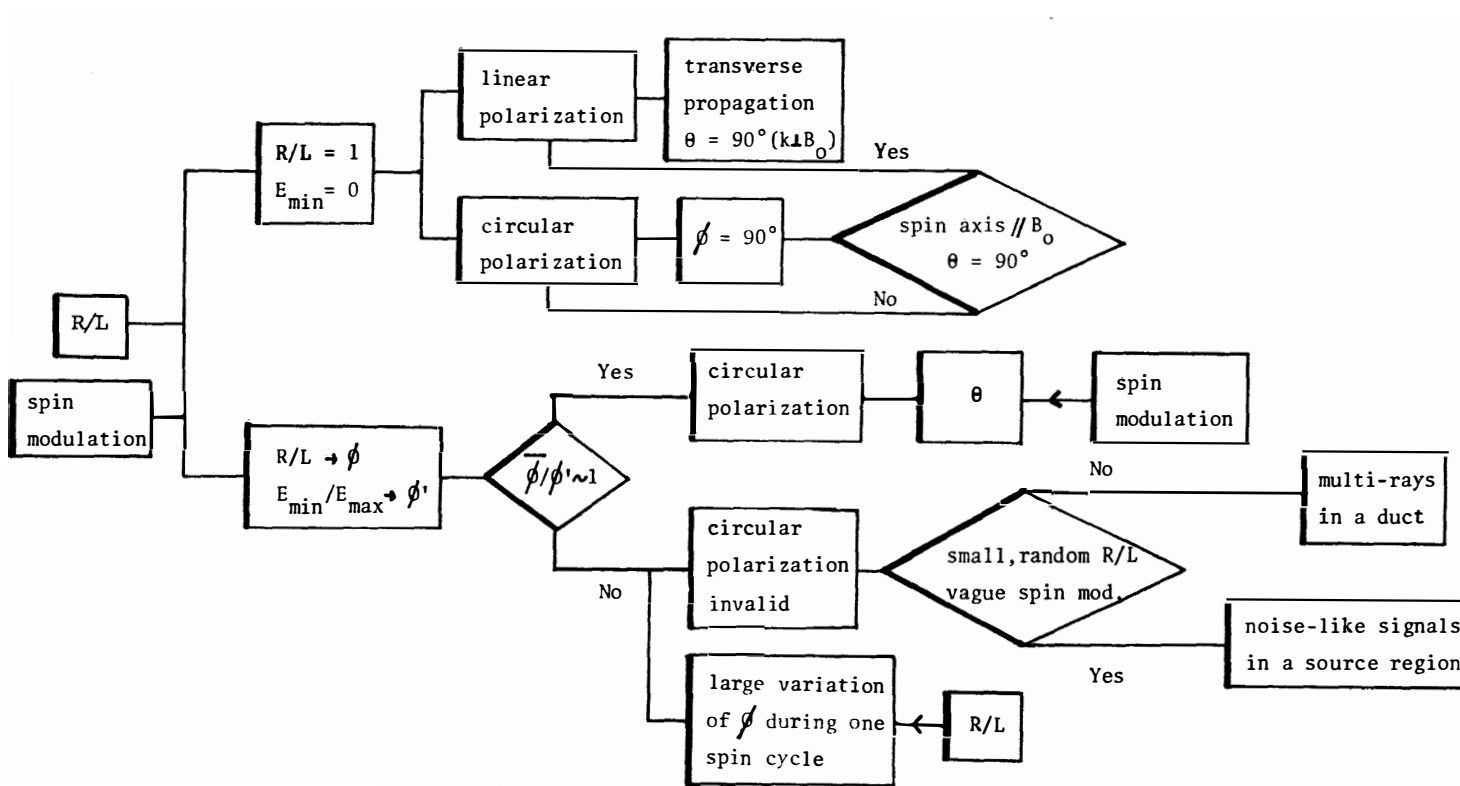 linear
polarization
transverse
propagation
θ = 90° (k⊥B_o)
R/L = 1
E_min = 0
circular
polarization
ϕ = 90°
Yes
spin axis // B_o
θ = 90°
No
R/L
spin
modulation
R/L → ϕ
E_min/E_max → ϕ'
ϕ̅/ϕ'~1
Yes
circular
polarization
θ
spin
modulation
No
circular
polarization
invalid
small, random R/L
vague spin mod.
No
multi-rays
in a duct
Yes
noise-like signals
in a source region
large variation
of ϕ during one
spin cycle
R/L